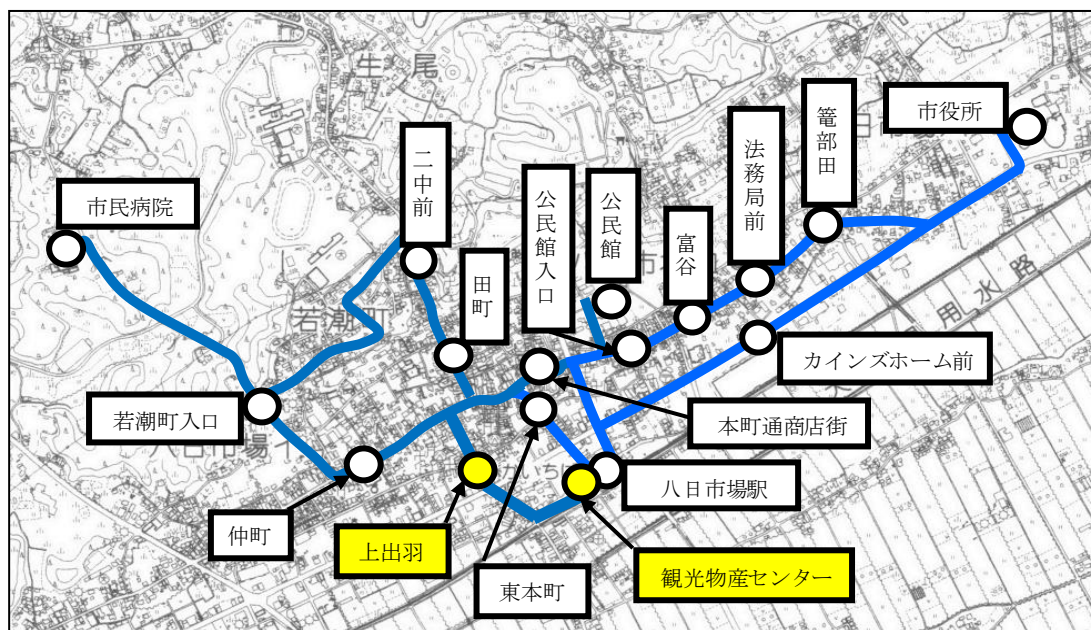 生尾
市役所
篭部田
法務局前
公民館
公民館入口
二中前
市民病院
富谷
田町
若潮町
用水路
カインズホーム前
若潮町入口
本町通商店街
八日市場
八日市場駅
仲町
上出羽
東本町
観光物産センター